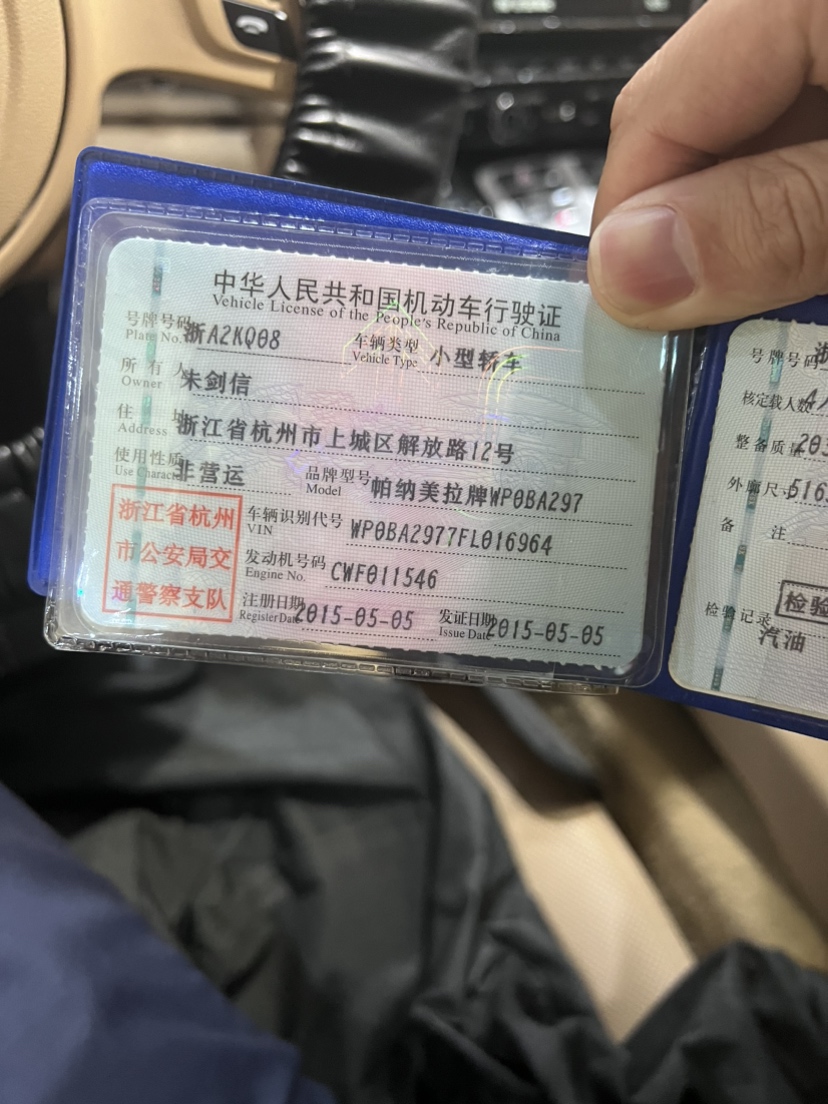 中华人民共和国机动车行驶证
Vehicle License of the People's Republic of China
号牌号码 浙A2KQ08 车辆类型 小型轿车
Plate No. Vehicle Type
所有人 朱剑信
Owner
住址 浙江省杭州市上城区解放路12号
Address
使用性质 非营运 品牌型号 帕纳美拉牌WP0BA297
Use Character Model
浙江省杭州
市公安局交
通警察支队
车辆识别代号 WP0BA2977FL016964
VIN
发动机号码 CWF011546
Engine No.
注册日期 2015-05-05 发证日期 2015-05-05
Register Date Issue Date
号牌号码
核定载人数
整备质量 203
外廓尺 516
备注
检验记录 检验
汽油